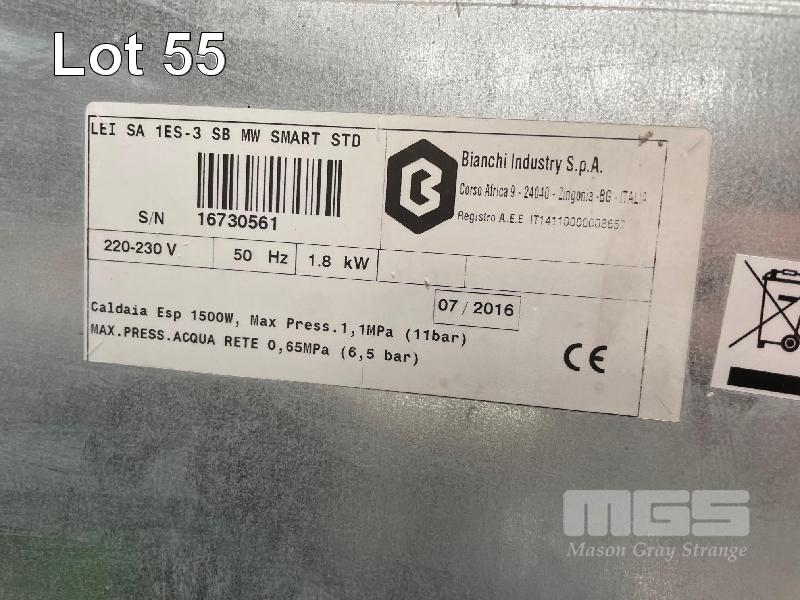 Lot 55
LEI SA 1ES-3 SB MW SMART STD
S/N 16730561
220-230 V 50 Hz 1.8 kW
Caldaia Esp 1500W, Max Press.1,1MPa (11bar)
MAX.PRESS.ACQUA RETE 0,65MPa (6,5 bar)
07 / 2016
B
Bianchi Industry S.p.A.
Corso Africa 9 - 24040 - Zingonia -BG - ITALIA
Registro A.E.E.
CE
MGS
Mason Gray Strange